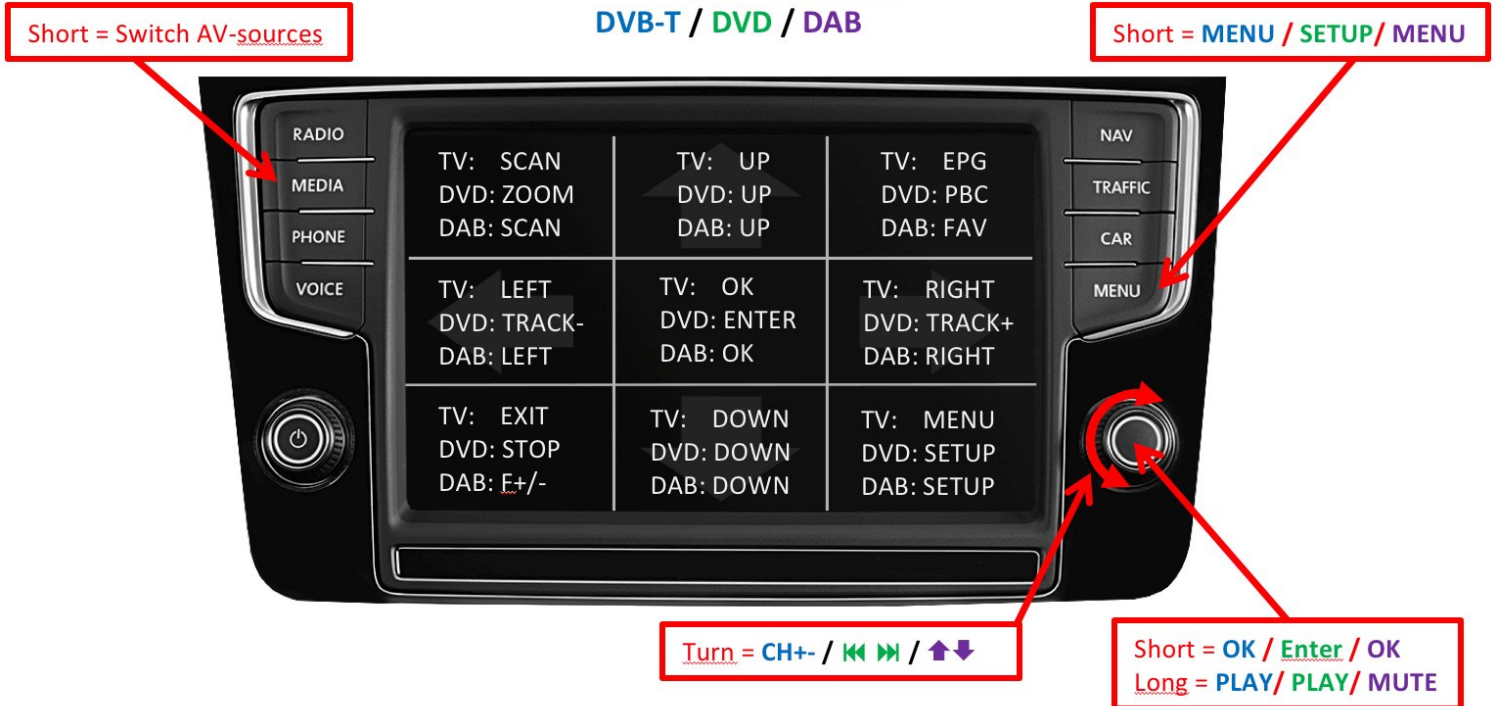 DVB-T / DVD / DAB
Short = Switch AV-sources
Short = MENU / SETUP/ MENU
RADIO
MEDIA
PHONE
VOICE
TV: SCAN
DVD: ZOOM
DAB: SCAN
TV: UP
DVD: UP
DAB: UP
TV: EPG
DVD: PBC
DAB: FAV
TV: LEFT
DVD: TRACK-
DAB: LEFT
TV: OK
DVD: ENTER
DAB: OK
TV: RIGHT
DVD: TRACK+
DAB: RIGHT
TV: EXIT
DVD: STOP
DAB: F+/-
TV: DOWN
DVD: DOWN
DAB: DOWN
TV: MENU
DVD: SETUP
DAB: SETUP
NAV
TRAFFIC
CAR
MENU
Turn = CH+- / ⏮ ⏭ / ⬆⬇
Short = OK / Enter / OK
Long = PLAY/ PLAY/ MUTE